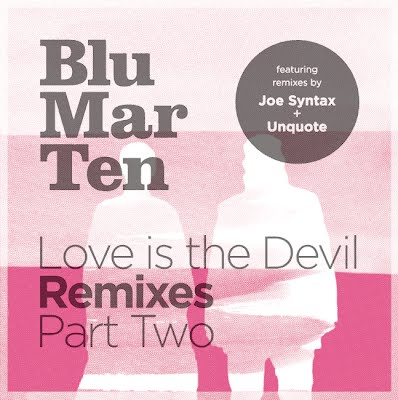 Blu
Mar
Ten
featuring
remixes by
Joe Syntax
+
Unquote
Love is the Devil
Remixes
Part Two